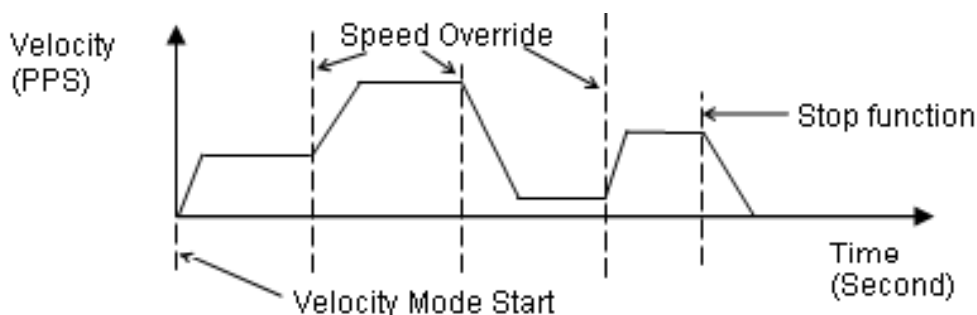 Velocity
(PPS)
Speed Override
Stop function
Time
(Second)
Velocity Mode Start